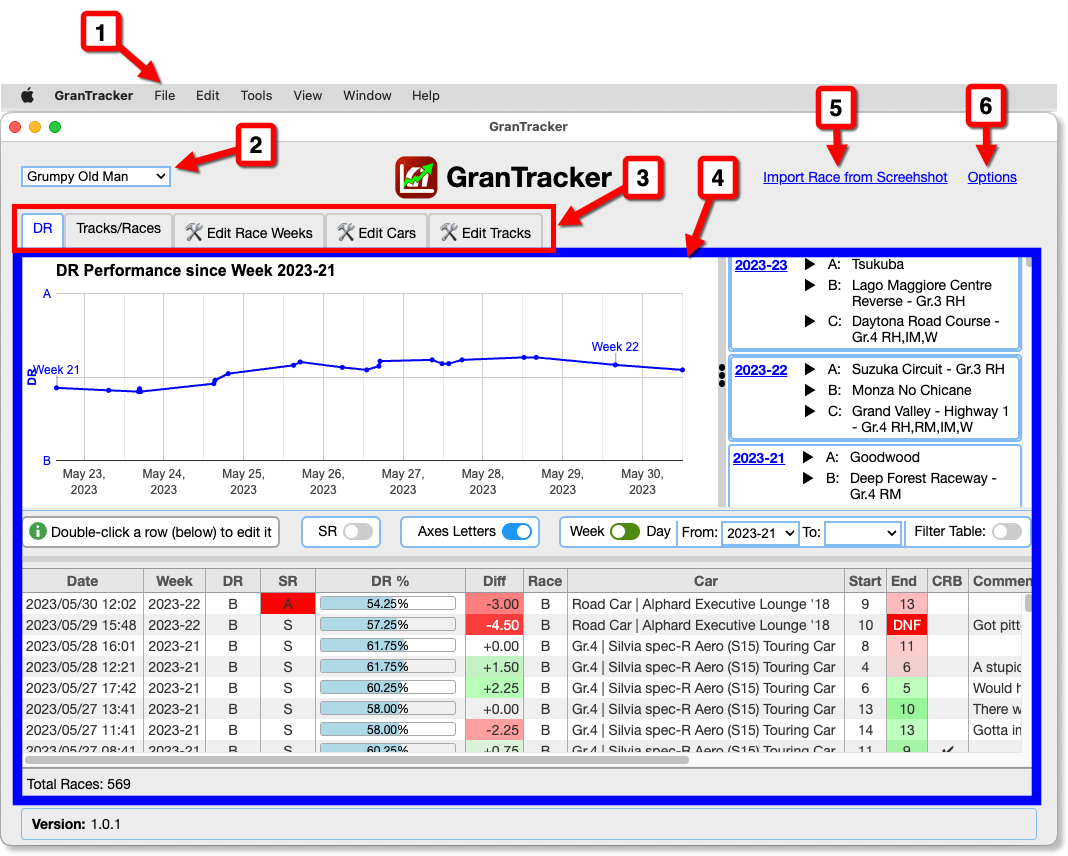 1
GranTracker File Edit Tools View Window Help
5
6
GranTracker
2
Grumpy Old Man
GranTracker
3
4
Import Race from Screehshot
Options
DR Tracks/Races Edit Race Weeks Edit Cars Edit Tracks
DR Performance since Week 2023-21
A
DR
B
Week 21
Week 22
May 23, May 24, May 25, May 26, May 27, May 28, May 29, May 30,
2023 2023 2023 2023 2023 2023 2023 2023
2023-23 A: Tsukuba
B: Lago Maggiore Centre
Reverse - Gr.3 RH
C: Daytona Road Course -
Gr.4 RH,IM,W
2023-22 A: Suzuka Circuit - Gr.3 RH
B: Monza No Chicane
C: Grand Valley - Highway 1
- Gr.4 RH,RM,IM,W
2023-21 A: Goodwood
B: Deep Forest Raceway -
Gr.4 RM
Double-click a row (below) to edit it SR Axes Letters Week Day From: 2023-21 To: Filter Table:
Date Week DR SR DR % Diff Race Car Start End CRB Commen
2023/05/30 12:02 2023-22 B A 54.25% -3.00 B Road Car | Alphard Executive Lounge '18 9 13
2023/05/29 15:48 2023-22 B S 57.25% -4.50 B Road Car | Alphard Executive Lounge '18 10 DNF Got pitt
2023/05/28 16:01 2023-21 B S 61.75% +0.00 B Gr.4 | Silvia spec-R Aero (S15) Touring Car 8 11
2023/05/28 12:21 2023-21 B S 61.75% +1.50 B Gr.4 | Silvia spec-R Aero (S15) Touring Car 4 6 A stupic
2023/05/27 17:42 2023-21 B S 60.25% +2.25 B Gr.4 | Silvia spec-R Aero (S15) Touring Car 6 5 Would h
2023/05/27 13:41 2023-21 B S 58.00% +0.00 B Gr.4 | Silvia spec-R Aero (S15) Touring Car 13 10 There w
2023/05/27 11:41 2023-21 B S 58.00% -2.25 B Gr.4 | Silvia spec-R Aero (S15) Touring Car 14 13 Gotta in
2023/05/27 08:41 2023-21 B S 60.25% +0.75 B Gr.4 | Silvia spec-R Aero (S15) Touring Car 11 9
Total Races: 569
Version: 1.0.1